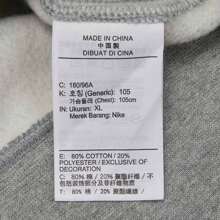 MADE IN CHINA
中国製
DIBUAT DI CINA
C: 160/96A
K: 호칭 (Generic): 105
가슴둘레 (Chest): 105cm
IN: Ukuran: XL
Merek Barang: Nike
E: 80% COTTON / 20%
POLYESTER / EXCLUSIVE OF
DECORATION
C: 80% 棉 / 20% 聚酯纤维 / 不
包括装饰部分及非纤维部分
T: 80% 棉 / 20% 聚酯纖維